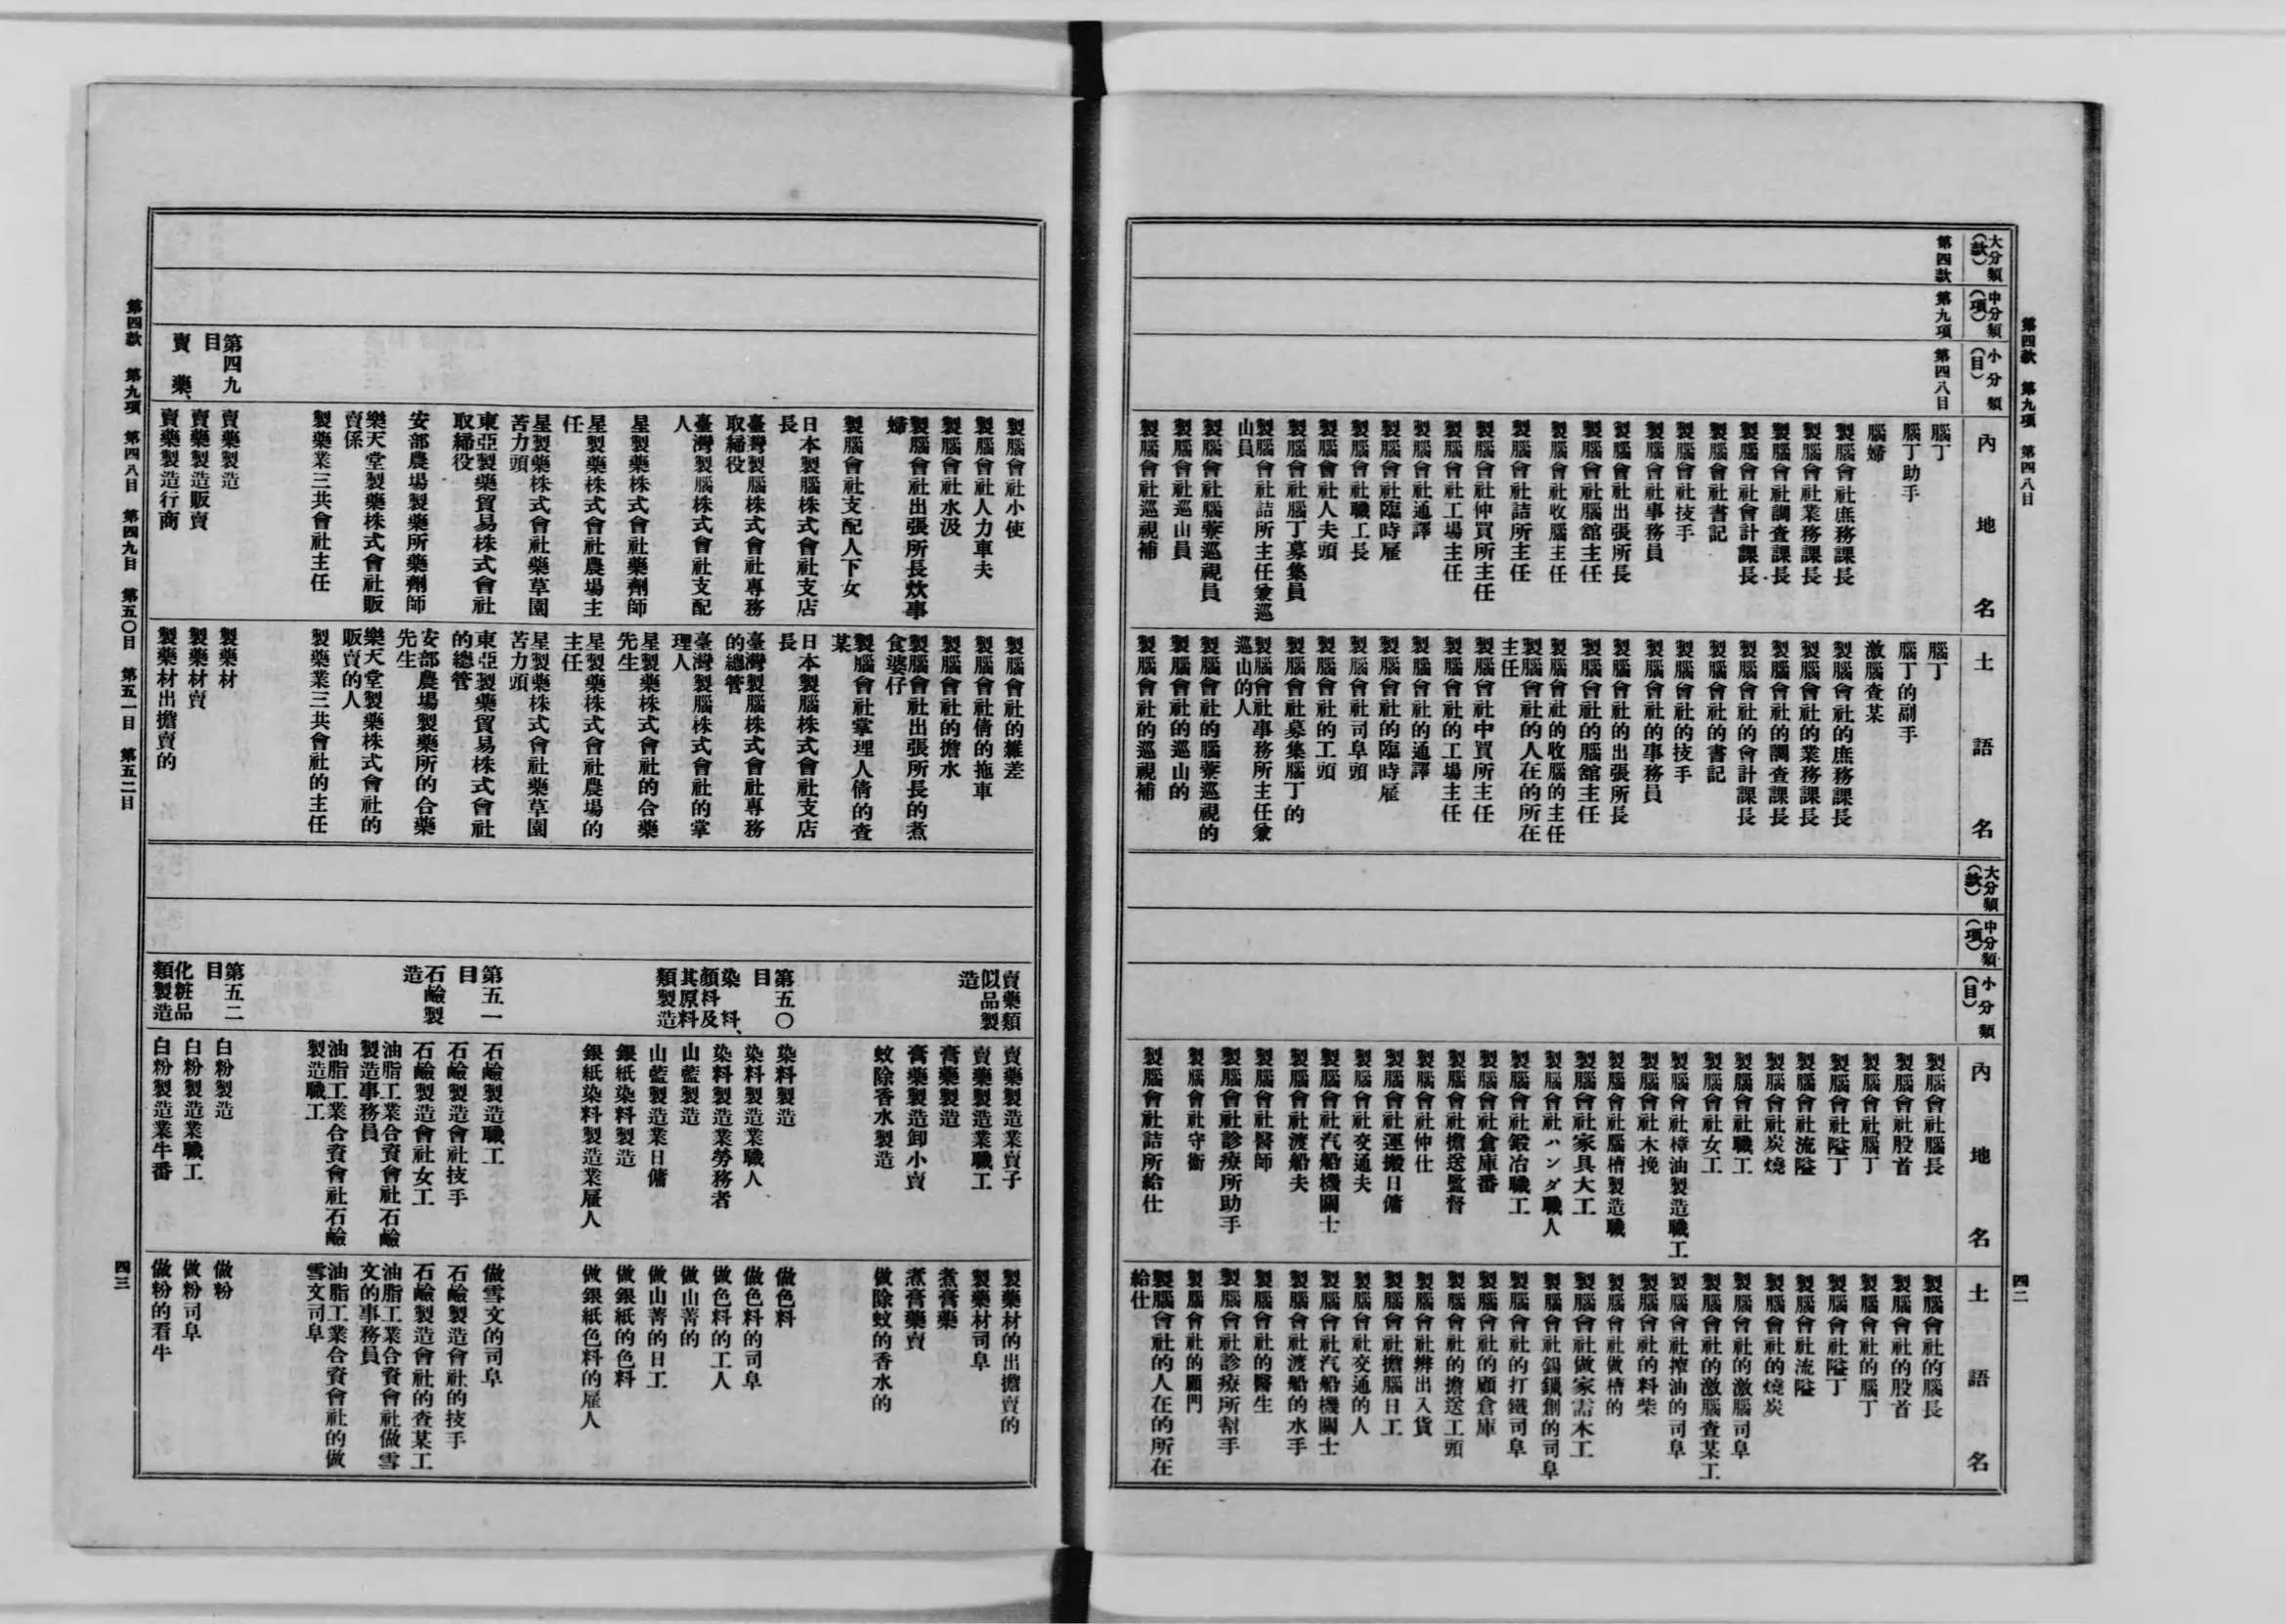 第四款 第九項 第四八目
四二
大分類(款)
中分類(項)
小分類(目)
內地名
土語名
第四款
第九項
第四八目
腦丁
腦丁助手
腦婦
製腦會社庶務課長
製腦會社業務課長
製腦會社調查課長
製腦會社會計課長
製腦會社書記
製腦會社技手
製腦會社事務員
製腦會社出張所長
製腦會社腦舘主任
製腦會社收腦主任
製腦會社詰所主任
製腦會社仲買所主任
製腦會社工場主任
製腦會社通譯
製腦會社臨時雇
製腦會社職工長
製腦會社人夫頭
製腦會社腦丁募集員
製腦會社詰所主任兼巡
山員
製腦會社腦寮巡視員
製腦會社巡山員
製腦會社巡視補
腦丁
腦丁的副手
激腦查某
製腦會社的庶務課長
製腦會社的業務課長
製腦會社的調查課長
製腦會社的會計課長
製腦會社的書記
製腦會社的技手
製腦會社的事務員
製腦會社的出張所長
製腦會社的腦舘主任
製腦會社的收腦的主任
製腦會社的人在的所在
主任
製腦會社中買所主任
製腦會社的工場主任
製腦會社的通譯
製腦會社的臨時雇
製腦會社司阜頭
製腦會社的工頭
製腦會社募集腦丁的
製腦會社事務所主任兼
巡山的人
製腦會社的腦寮巡視的
製腦會社的巡山的
製腦會社的巡視補
大分類(款)
中分類(項)
小分類(目)
內地名
土語名
製腦會社腦長
製腦會社股首
製腦會社腦丁
製腦會社隘丁
製腦會社流隘
製腦會社炭燒
製腦會社職工
製腦會社女工
製腦會社樟油製造職工
製腦會社木挽
製腦會社腦槽製造職
製腦會社家具大工
製腦會社ハンダ職人
製腦會社鍛冶職工
製腦會社倉庫番
製腦會社擔送監督
製腦會社仲仕
製腦會社運搬日傭
製腦會社交通夫
製腦會社汽船機關士
製腦會社渡船夫
製腦會社醫師
製腦會社診療所助手
製腦會社守衞
製腦會社詰所給仕
製腦會社的腦長
製腦會社的股首
製腦會社的腦丁
製腦會社隘丁
製腦會社流隘
製腦會社的燒炭
製腦會社的激腦司阜
製腦會社的激腦查某工
製腦會社搾油的司阜
製腦會社的料柴
製腦會社做槽的
製腦會社做家需木工
製腦會社錫鑞創的司阜
製腦會社的打鐵司阜
製腦會社的顧倉庫
製腦會社的擔送工頭
製腦會社辨出入貨
製腦會社擔腦日工
製腦會社交通的人
製腦會社汽船機關士
製腦會社渡船的水手
製腦會社的醫生
製腦會社診療所幫手
製腦會社的顧門
製腦會社的人在的所在
給仕
製腦會社小使
製腦會社人力車夫
製腦會社水汲
製腦會社出張所長炊事
婦
製腦會社支配人下女
日本製腦株式會社支店
長
臺灣製腦株式會社專務
取締役
臺灣製腦株式會社支配
人
星製藥株式會社藥劑師
星製藥株式會社農場主
任
星製藥株式會社藥草園
苦力頭
東亞製藥貿易株式會社
取締役
安部農場製藥所藥劑師
樂天堂製藥株式會社販
賣係
製藥業三共會社主任
第四九
目
賣藥、
賣藥製造
賣藥製造販賣
賣藥製造行商
製腦會社的雜差
製腦會社倩的拖車
製腦會社的擔水
製腦會社出張所長的煮
食婆仔
製腦會社掌理人倩的查
某
日本製腦株式會社支店
長
臺灣製腦株式會社專務
的總管
臺灣製腦株式會社的掌
理人
星製藥株式會社的合藥
先生
星製藥株式會社農場的
主任
星製藥株式會社藥草園
苦力頭
東亞製藥貿易株式會社
的總管
安部農場製藥所的合藥
先生
樂天堂製藥株式會社的
販賣的人
製藥業三共會社的主任
製藥材
製藥材賣
製藥材出擔賣的
賣藥類
似品製
造
賣藥製造業賣子
賣藥製造業職工
膏藥製造
膏藥製造卸小賣
蚊除香水製造
第五〇
目
染料、
顔料及
其原料
類製造
染料製造
染料製造業職人
染料製造業勞務者
山藍製造
山藍製造業日傭
銀紙染料製造
銀紙染料製造業雇人
第五一
目
石鹼製
造
石鹼製造職工
石鹼製造會社技手
石鹼製造會社女工
油脂工業合資會社石鹼
製造事務員
油脂工業合資會社石鹼
製造職工
第五二
目
化粧品
類製造
白粉製造
白粉製造業職工
白粉製造業牛番
製藥材的出擔賣的
製藥材司阜
煮膏藥
煮膏藥賣
做除蚊的香水的
做色料
做色料的司阜
做色料的工人
做山菁的
做山菁的日工
做銀紙的色料
做銀紙色料的雇人
做雪文的司阜
石鹼製造會社的技手
石鹼製造會社的查某工
油脂工業合資會社做雪
文的事務員
油脂工業合資會社的做
雪文司阜
做粉
做粉司阜
做粉的看牛
第四款 第九項 第四八目 第四九目 第五〇目 第五一目 第五二目
四三